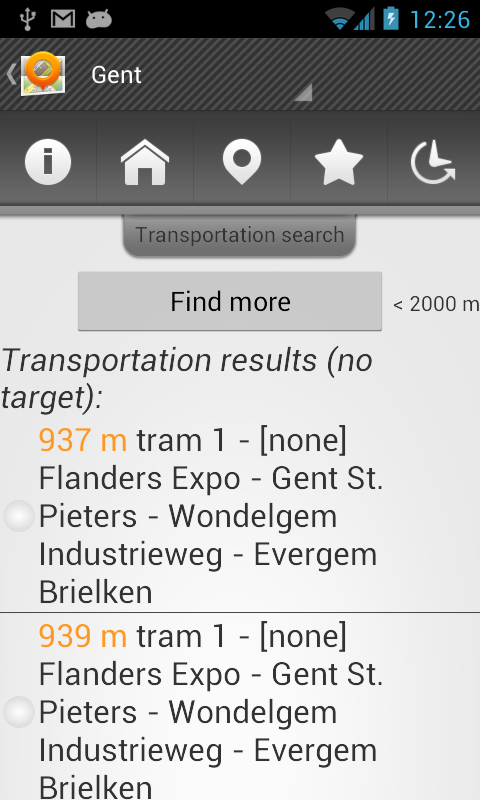 12:26
Gent
Transportation search
Find more
< 2000 m
Transportation results (no
target):
937 m tram 1 - [none]
Flanders Expo - Gent St.
Pieters - Wondelgem
Industrieweg - Evergem
Brielken
939 m tram 1 - [none]
Flanders Expo - Gent St.
Pieters - Wondelgem
Industrieweg - Evergem
Brielken